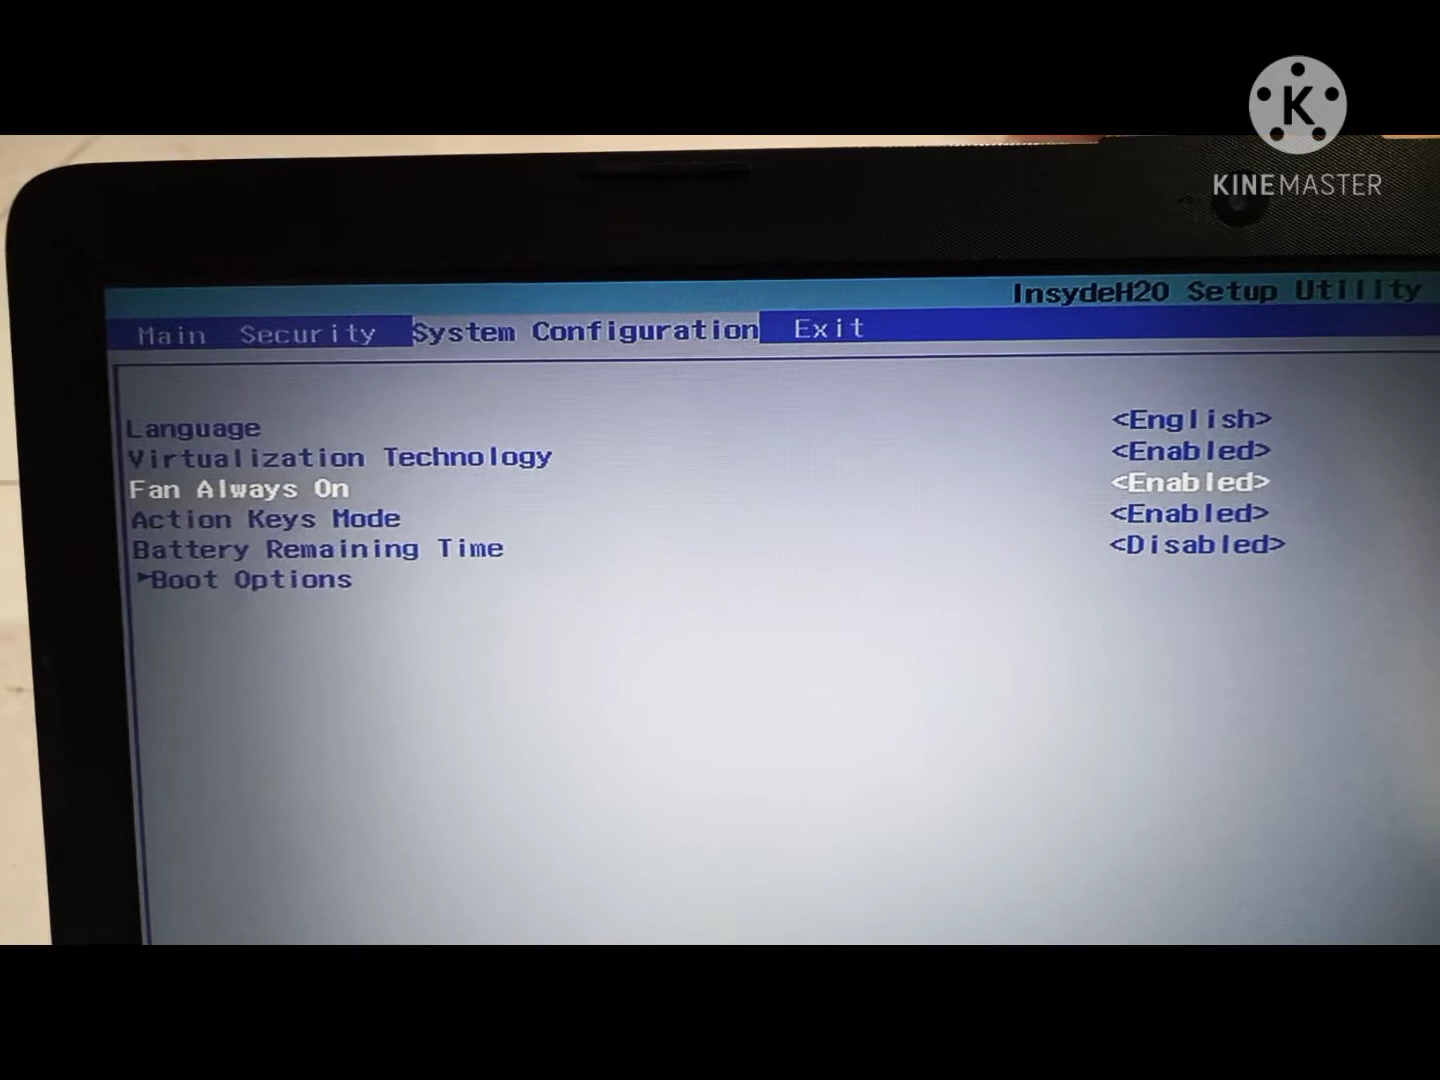 K
KINEMASTER
InsydeH20 Setup Utility
Main Security System Configuration Exit
Language <English>
Virtualization Technology <Enabled>
Fan Always On <Enabled>
Action Keys Mode <Enabled>
Battery Remaining Time <Disabled>
▸Boot Options